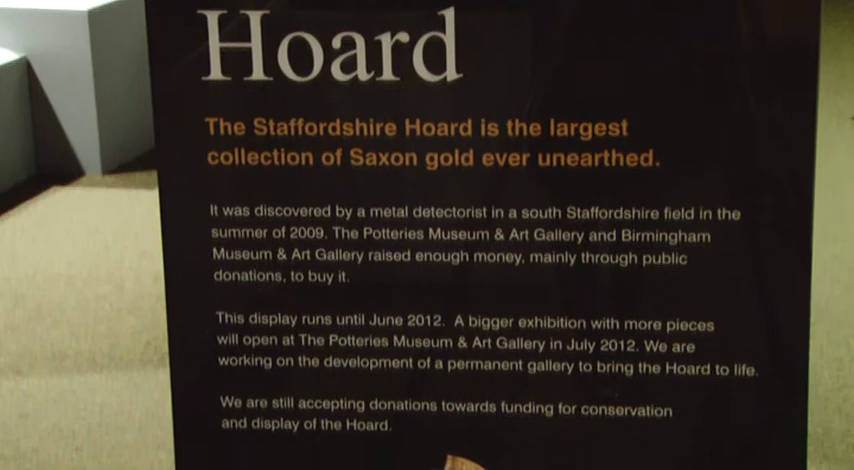 Hoard
The Staffordshire Hoard is the largest
collection of Saxon gold ever unearthed.
It was discovered by a metal detectorist in a south Staffordshire field in the
summer of 2009. The Potteries Museum & Art Gallery and Birmingham
Museum & Art Gallery raised enough money, mainly through public
donations, to buy it.
This display runs until June 2012. A bigger exhibition with more pieces
will open at The Potteries Museum & Art Gallery in July 2012. We are
working on the development of a permanent gallery to bring the Hoard to life.
We are still accepting donations towards funding for conservation
and display of the Hoard.